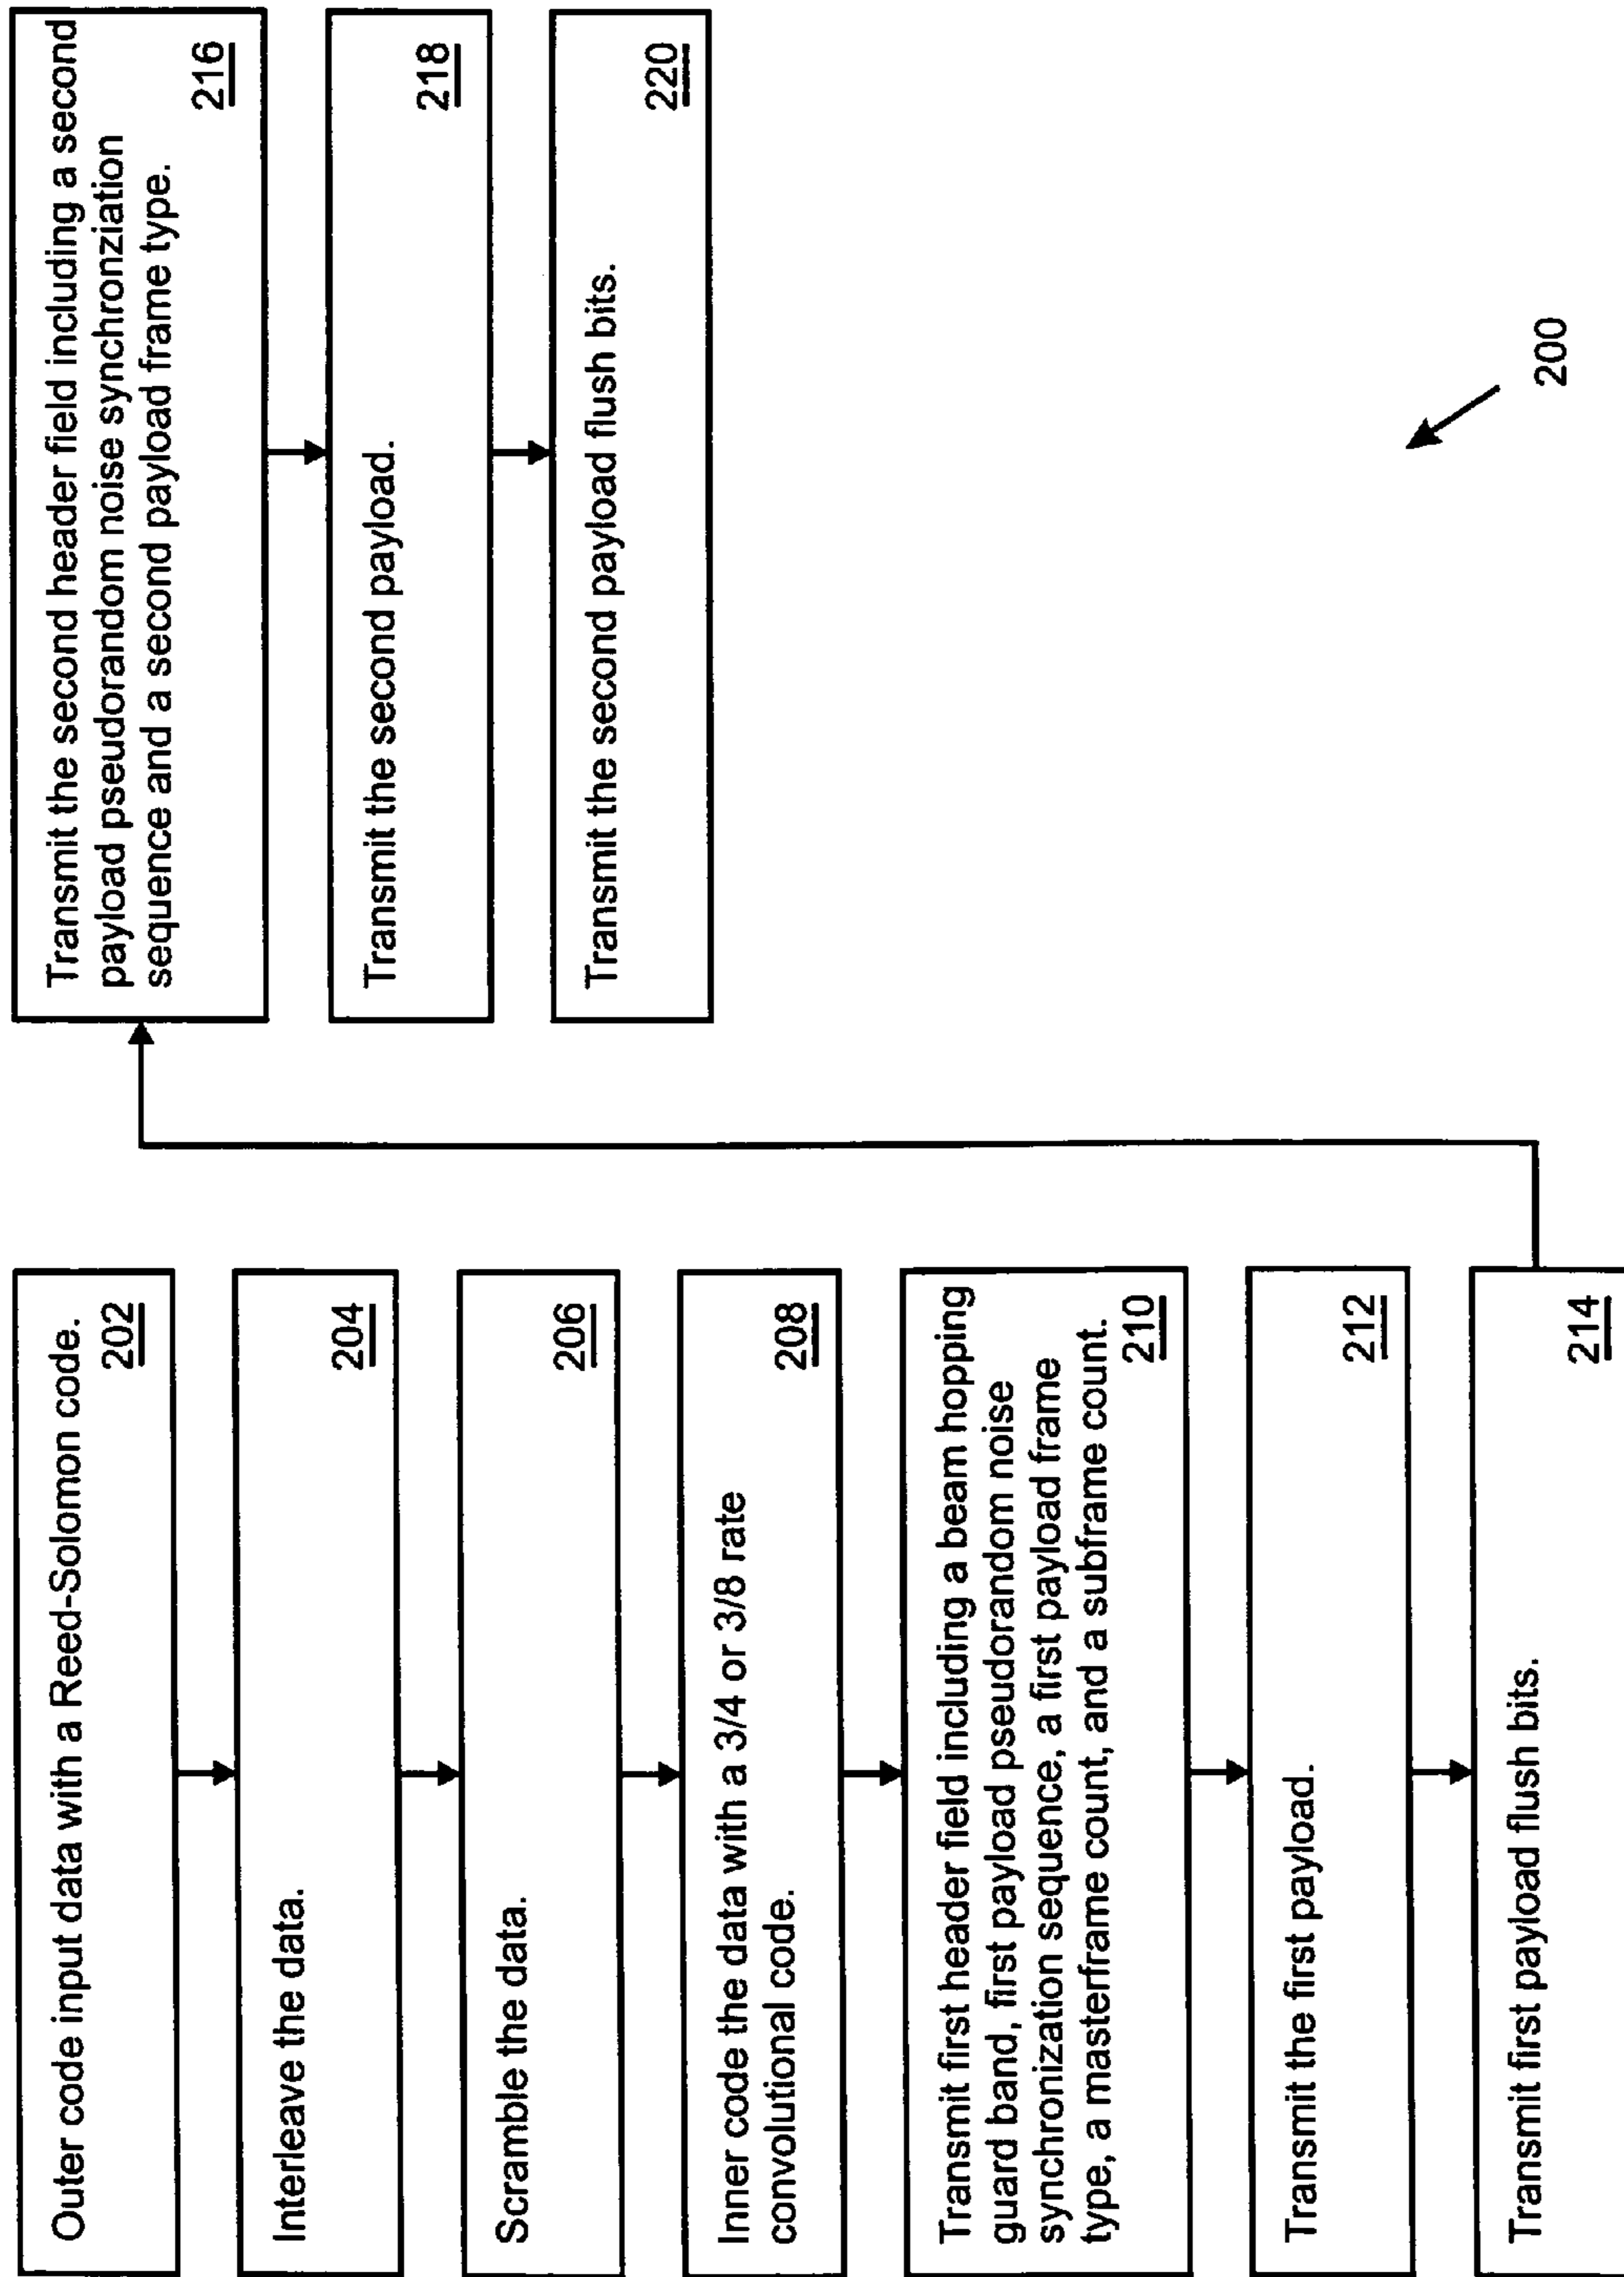 Outer code input data with a Reed-Solomon code.
202
Interleave the data.
204
Scramble the data.
206
Inner code the data with a 3/4 or 3/8 rate
convolutional code.
208
Transmit first header field including a beam hopping
guard band, first payload pseudorandom noise
synchronization sequence, a first payload frame
type, a masterframe count, and a subframe count.
210
Transmit the first payload.
212
Transmit first payload flush bits.
214
Transmit the second header field including a second
payload pseudorandom noise synchronziation
sequence and a second payload frame type.
216
Transmit the second payload.
218
Transmit the second payload flush bits.
220
200